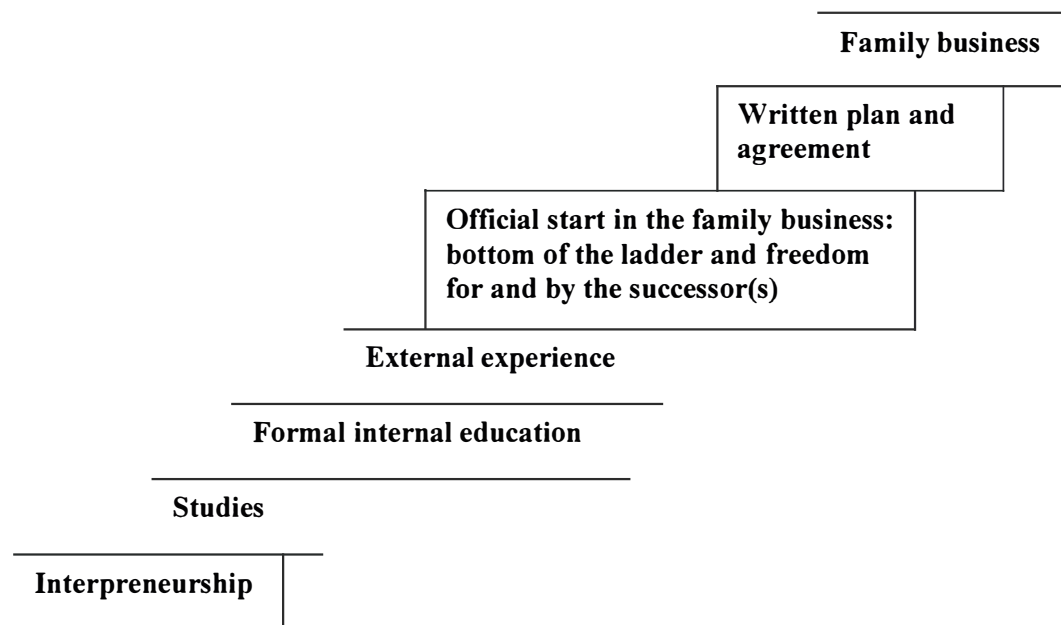 Family business
Written plan and
agreement
Official start in the family business:
bottom of the ladder and freedom
for and by the successor(s)
External experience
Formal internal education
Studies
Interpreneurship